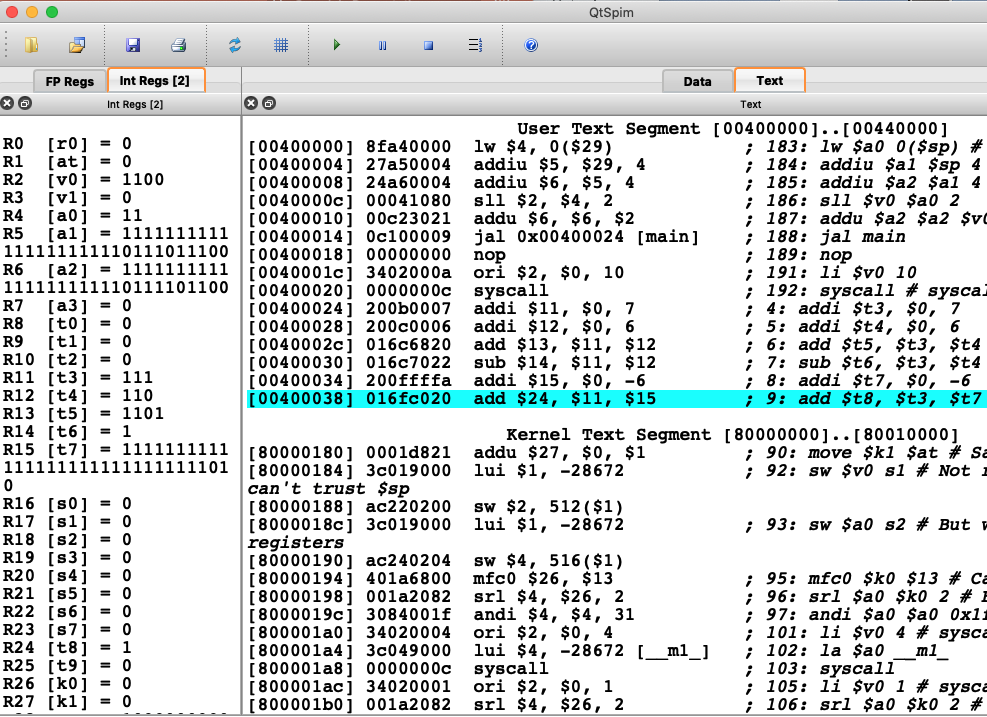 QtSpim
FP Regs
Int Regs [2]
Data
Text
Int Regs [2]
Text
R0 [r0] = 0
R1 [at] = 0
R2 [v0] = 1100
R3 [v1] = 0
R4 [a0] = 11
R5 [a1] = 1111111111
111111111111011101100
R6 [a2] = 1111111111
111111111111011110110​0
R7 [a3] = 0
R8 [t0] = 0
R9 [t1] = 0
R10 [t2] = 0
R11 [t3] = 111
R12 [t4] = 110
R13 [t5] = 1101
R14 [t6] = 1
R15 [t7] = 1111111111
111111111111111111101
0
R16 [s0] = 0
R17 [s1] = 0
R18 [s2] = 0
R19 [s3] = 0
R20 [s4] = 0
R21 [s5] = 0
R22 [s6] = 0
R23 [s7] = 0
R24 [t8] = 1
R25 [t9] = 0
R26 [k0] = 0
R27 [k1] = 0
User Text Segment [00400000]..[00440000]
[00400000] 8fa40000 lw $4, 0($29) ; 183: lw $a0 0($sp) #
[00400004] 27a50004 addiu $5, $29, 4 ; 184: addiu $a1 $sp 4
[00400008] 24a60004 addiu $6, $5, 4 ; 185: addiu $a2 $a1 4
[0040000c] 00041080 sll $2, $4, 2 ; 186: sll $v0 $a0 2
[00400010] 00c23021 addu $6, $6, $2 ; 187: addu $a2 $a2 $v0
[00400014] 0c100009 jal 0x00400024 [main] ; 188: jal main
[00400018] 00000000 nop ; 189: nop
[0040001c] 3402000a ori $2, $0, 10 ; 191: li $v0 10
[00400020] 0000000c syscall ; 192: syscall # syscal
[00400024] 200b0007 addi $11, $0, 7 ; 4: addi $t3, $0, 7
[00400028] 200c0006 addi $12, $0, 6 ; 5: addi $t4, $0, 6
[0040002c] 016c6820 add $13, $11, $12 ; 6: add $t5, $t3, $t4
[00400030] 016c7022 sub $14, $11, $12 ; 7: sub $t6, $t3, $t4
[00400034] 200ffffa addi $15, $0, -6 ; 8: addi $t7, $0, -6
[00400038] 016fc020 add $24, $11, $15 ; 9: add $t8, $t3, $t7
Kernel Text Segment [80000000]..[80010000]
[80000180] 0001d821 addu $27, $0, $1 ; 90: move $k1 $at # Sa
[80000184] 3c019000 lui $1, -28672 ; 92: sw $v0 s1 # Not r
can't trust $sp
[80000188] ac220200 sw $2, 512($1)
[8000018c] 3c019000 lui $1, -28672 ; 93: sw $a0 s2 # But w
registers
[80000190] ac240204 sw $4, 516($1)
[80000194] 401a6800 mfc0 $26, $13 ; 95: mfc0 $k0 $13 # Ca
[80000198] 001a2082 srl $4, $26, 2 ; 96: srl $a0 $k0 2 # E
[8000019c] 3084001f andi $4, $4, 31 ; 97: andi $a0 $a0 0x1f
[800001a0] 34020004 ori $2, $0, 4 ; 101: li $v0 4 # sysca
[800001a4] 3c049000 lui $4, -28672 [__m1_] ; 102: la $a0 __m1_
[800001a8] 0000000c syscall ; 103: syscall
[800001ac] 34020001 ori $2, $0, 1 ; 105: li $v0 1 # sysca
[800001b0] 001a2082 srl $4, $26, 2 ; 106: srl $a0 $k0 2 #